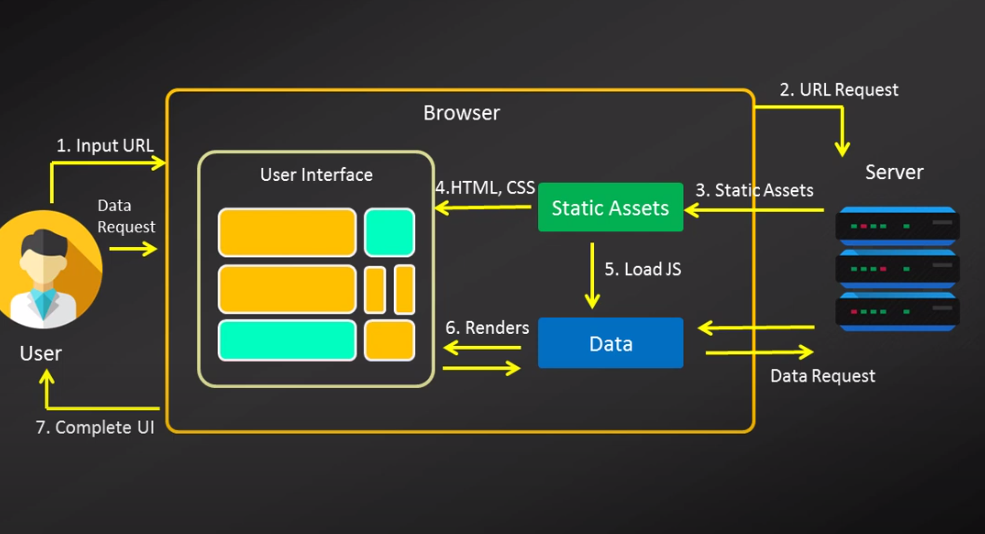 2. URL Request
Browser
1. Input URL
User Interface
Server
4.HTML, CSS
3. Static Assets
Static Assets
Data
Request
5. Load JS
6. Renders
Data
User
Data Request
7. Complete UI